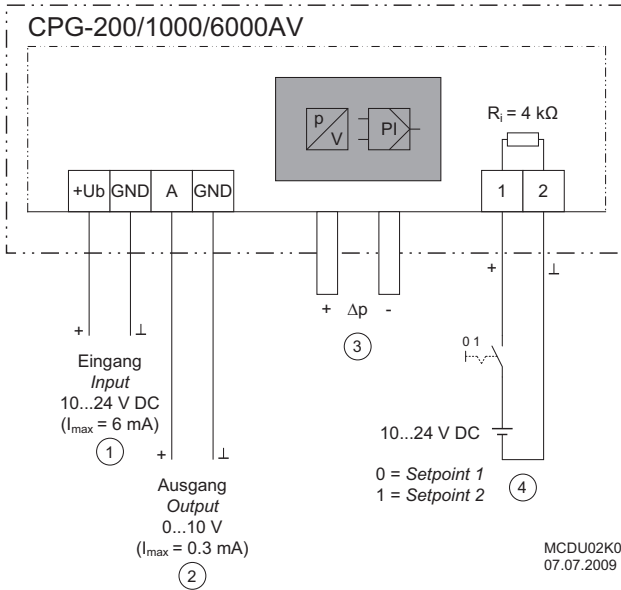 CPG-200/1000/6000AV
p
V
PI
Rᵢ = 4 kΩ
+Ub GND A GND
1 2
+ ⊥
+ Δp -
3
+ ⊥
Eingang
Input
10...24 V DC
(Imax = 6 mA)
1
0 1
10...24 V DC
0 = Setpoint 1
1 = Setpoint 2
4
+ ⊥
Ausgang
Output
0...10 V
(Imax = 0.3 mA)
2
MCDU02K0
07.07.2009